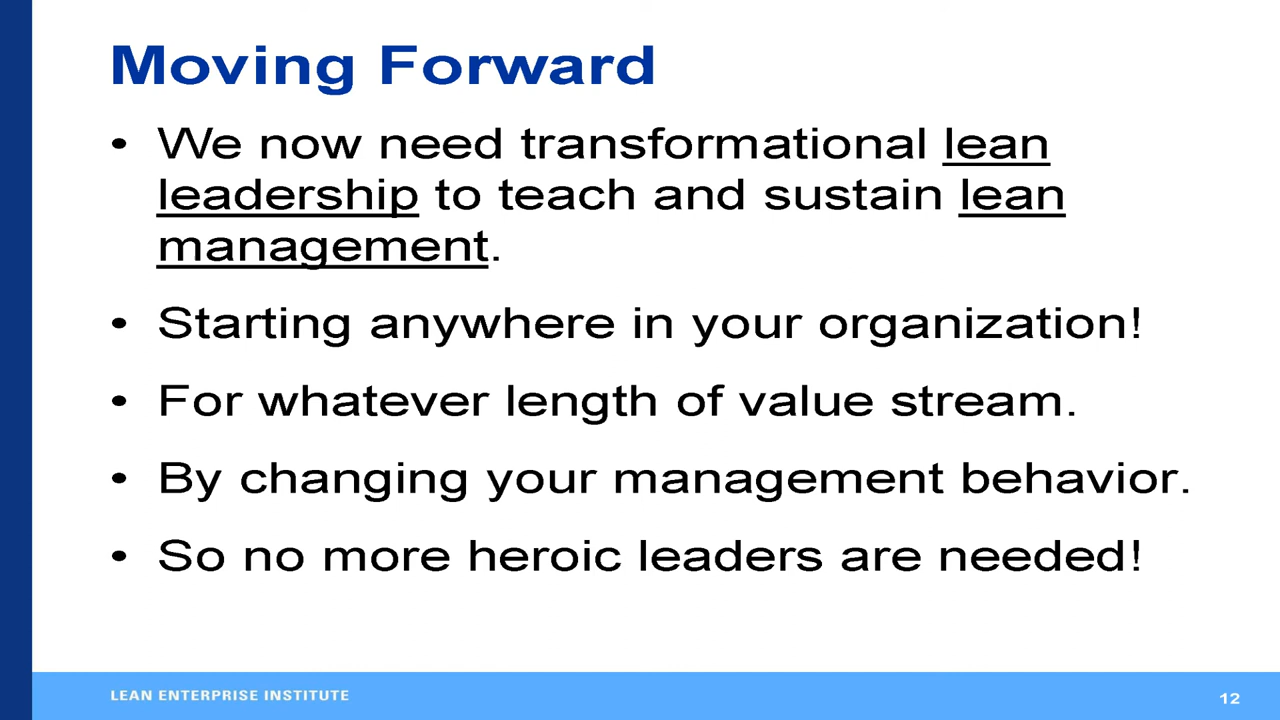 Moving Forward
• We now need transformational lean
leadership to teach and sustain lean
management.
• Starting anywhere in your organization!
• For whatever length of value stream.
• By changing your management behavior.
• So no more heroic leaders are needed!
LEAN ENTERPRISE INSTITUTE
12